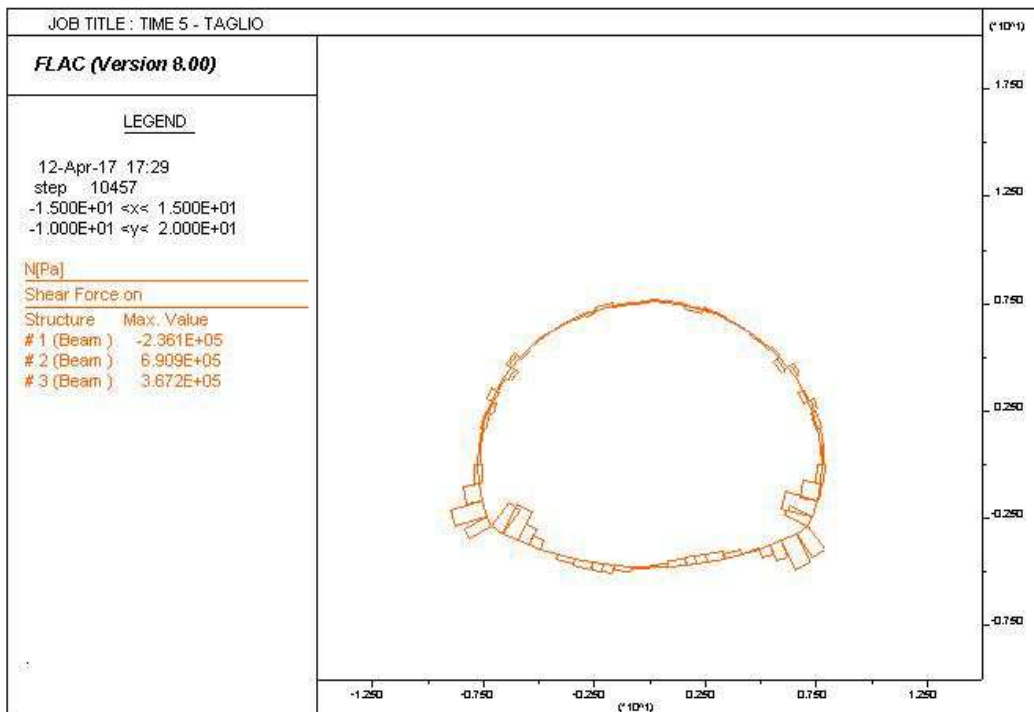 JOB TITLE : TIME 5 - TAGLIO
FLAC (Version 8.00)
LEGEND
12-Apr-17 17:29
step 10457
-1.500E+01 <x< 1.500E+01
-1.000E+01 <y< 2.000E+01
N[Pa]
Shear Force on
Structure Max. Value
# 1 (Beam ) -2.361E+05
# 2 (Beam ) 6.909E+05
# 3 (Beam ) 3.672E+05
(*10^1)
1.750
1.250
0.750
0.250
-0.250
-0.750
-1.250 -0.750 -0.250 0.250 0.750 1.250
(*10^1)